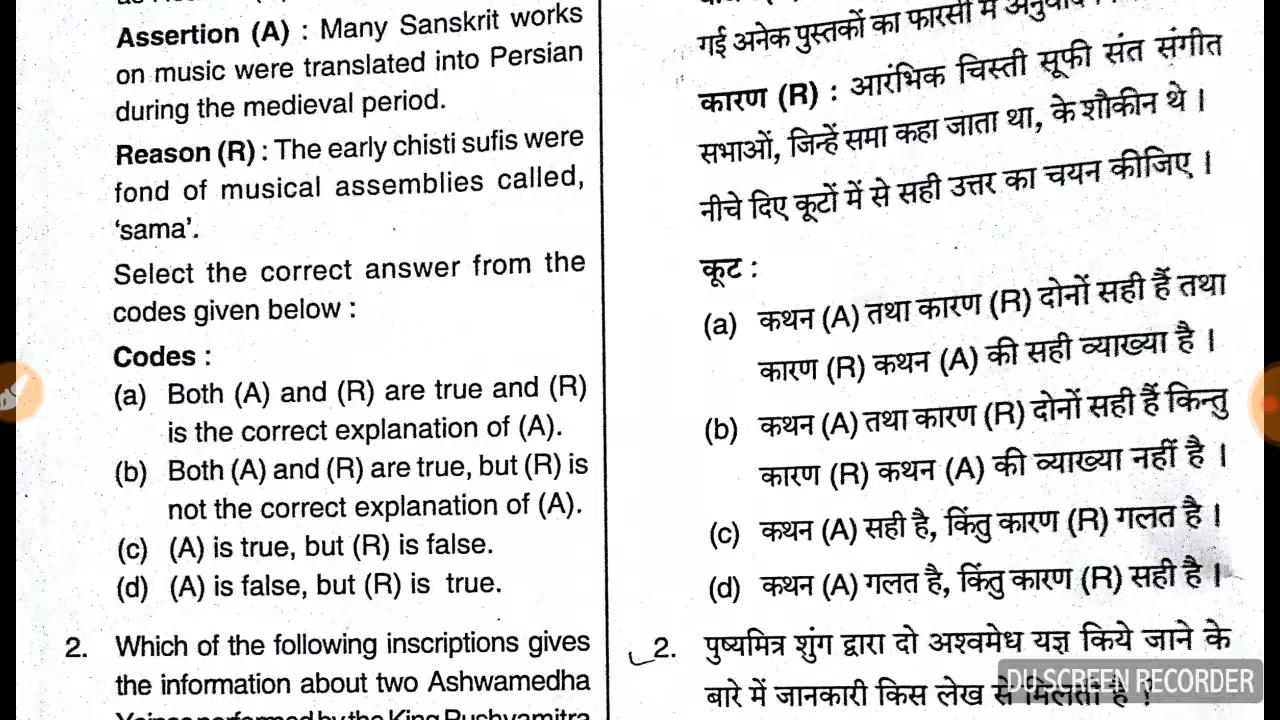 Assertion (A) : Many Sanskrit works
on music were translated into Persian
during the medieval period.
Reason (R) : The early chisti sufis were
fond of musical assemblies called,
‘sama’.
Select the correct answer from the
codes given below :
Codes :
(a) Both (A) and (R) are true and (R)
is the correct explanation of (A).
(b) Both (A) and (R) are true, but (R) is
not the correct explanation of (A).
(c) (A) is true, but (R) is false.
(d) (A) is false, but (R) is true.
2. Which of the following inscriptions gives
the information about two Ashwamedha
performed by the King Pushyamitra
गई अनेक पुस्तकों का फारसी में अनुवाद
कारण (R) : आरंभिक चिस्ती सूफी संत संगीत
सभाओं, जिन्हें समा कहा जाता था, के शौकीन थे ।
नीचे दिए कूटों में से सही उत्तर का चयन कीजिए ।
कूट :
(a) कथन (A) तथा कारण (R) दोनों सही हैं तथा
कारण (R) कथन (A) की सही व्याख्या है ।
(b) कथन (A) तथा कारण (R) दोनों सही हैं किन्तु
कारण (R) कथन (A) की व्याख्या नहीं है ।
(c) कथन (A) सही है, किंतु कारण (R) गलत है ।
(d) कथन (A) गलत है, किंतु कारण (R) सही है ।
2. पुष्यमित्र शुंग द्वारा दो अश्वमेध यज्ञ किये जाने के
बारे में जानकारी किस लेख से मिलती है ?
DU SCREEN RECORDER